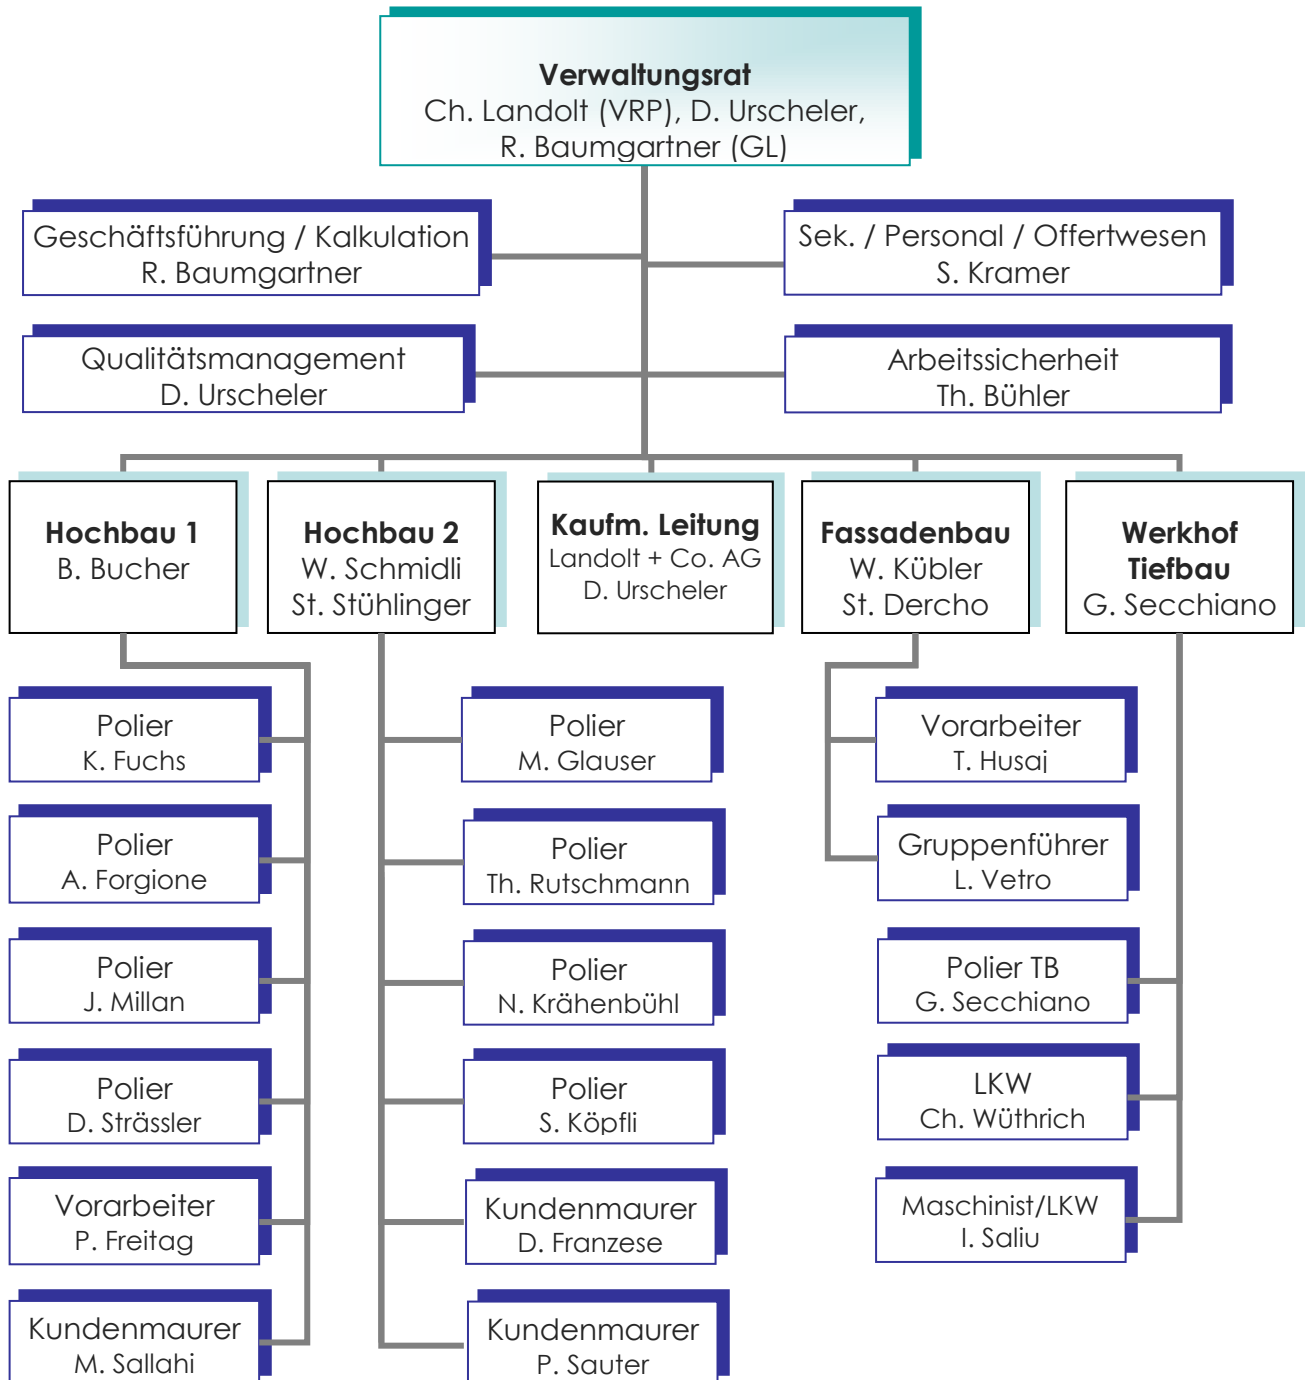 Verwaltungsrat
Ch. Landolt (VRP), D. Urscheler,
R. Baumgartner (GL)
Geschäftsführung / Kalkulation
R. Baumgartner
Sek. / Personal / Offertwesen
S. Kramer
Qualitätsmanagement
D. Urscheler
Arbeitssicherheit
Th. Bühler
Hochbau 1
B. Bucher
Hochbau 2
W. Schmidli
St. Stühlinger
Kaufm. Leitung
Landolt + Co. AG
D. Urscheler
Fassadenbau
W. Kübler
St. Dercho
Werkhof
Tiefbau
G. Secchiano
Polier
K. Fuchs
Polier
A. Forgione
Polier
J. Millan
Polier
D. Strässler
Vorarbeiter
P. Freitag
Kundenmaurer
M. Sallahi
Polier
M. Glauser
Polier
Th. Rutschmann
Polier
N. Krähenbühl
Polier
S. Köpfli
Kundenmaurer
D. Franzese
Kundenmaurer
P. Sauter
Vorarbeiter
T. Husaj
Gruppenführer
L. Vetro
Polier TB
G. Secchiano
LKW
Ch. Wüthrich
Maschinist/LKW
I. Saliu